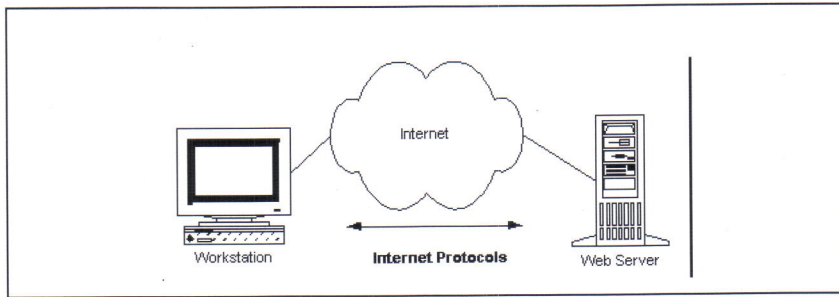 Internet
Workstation
Internet Protocols
Web Server